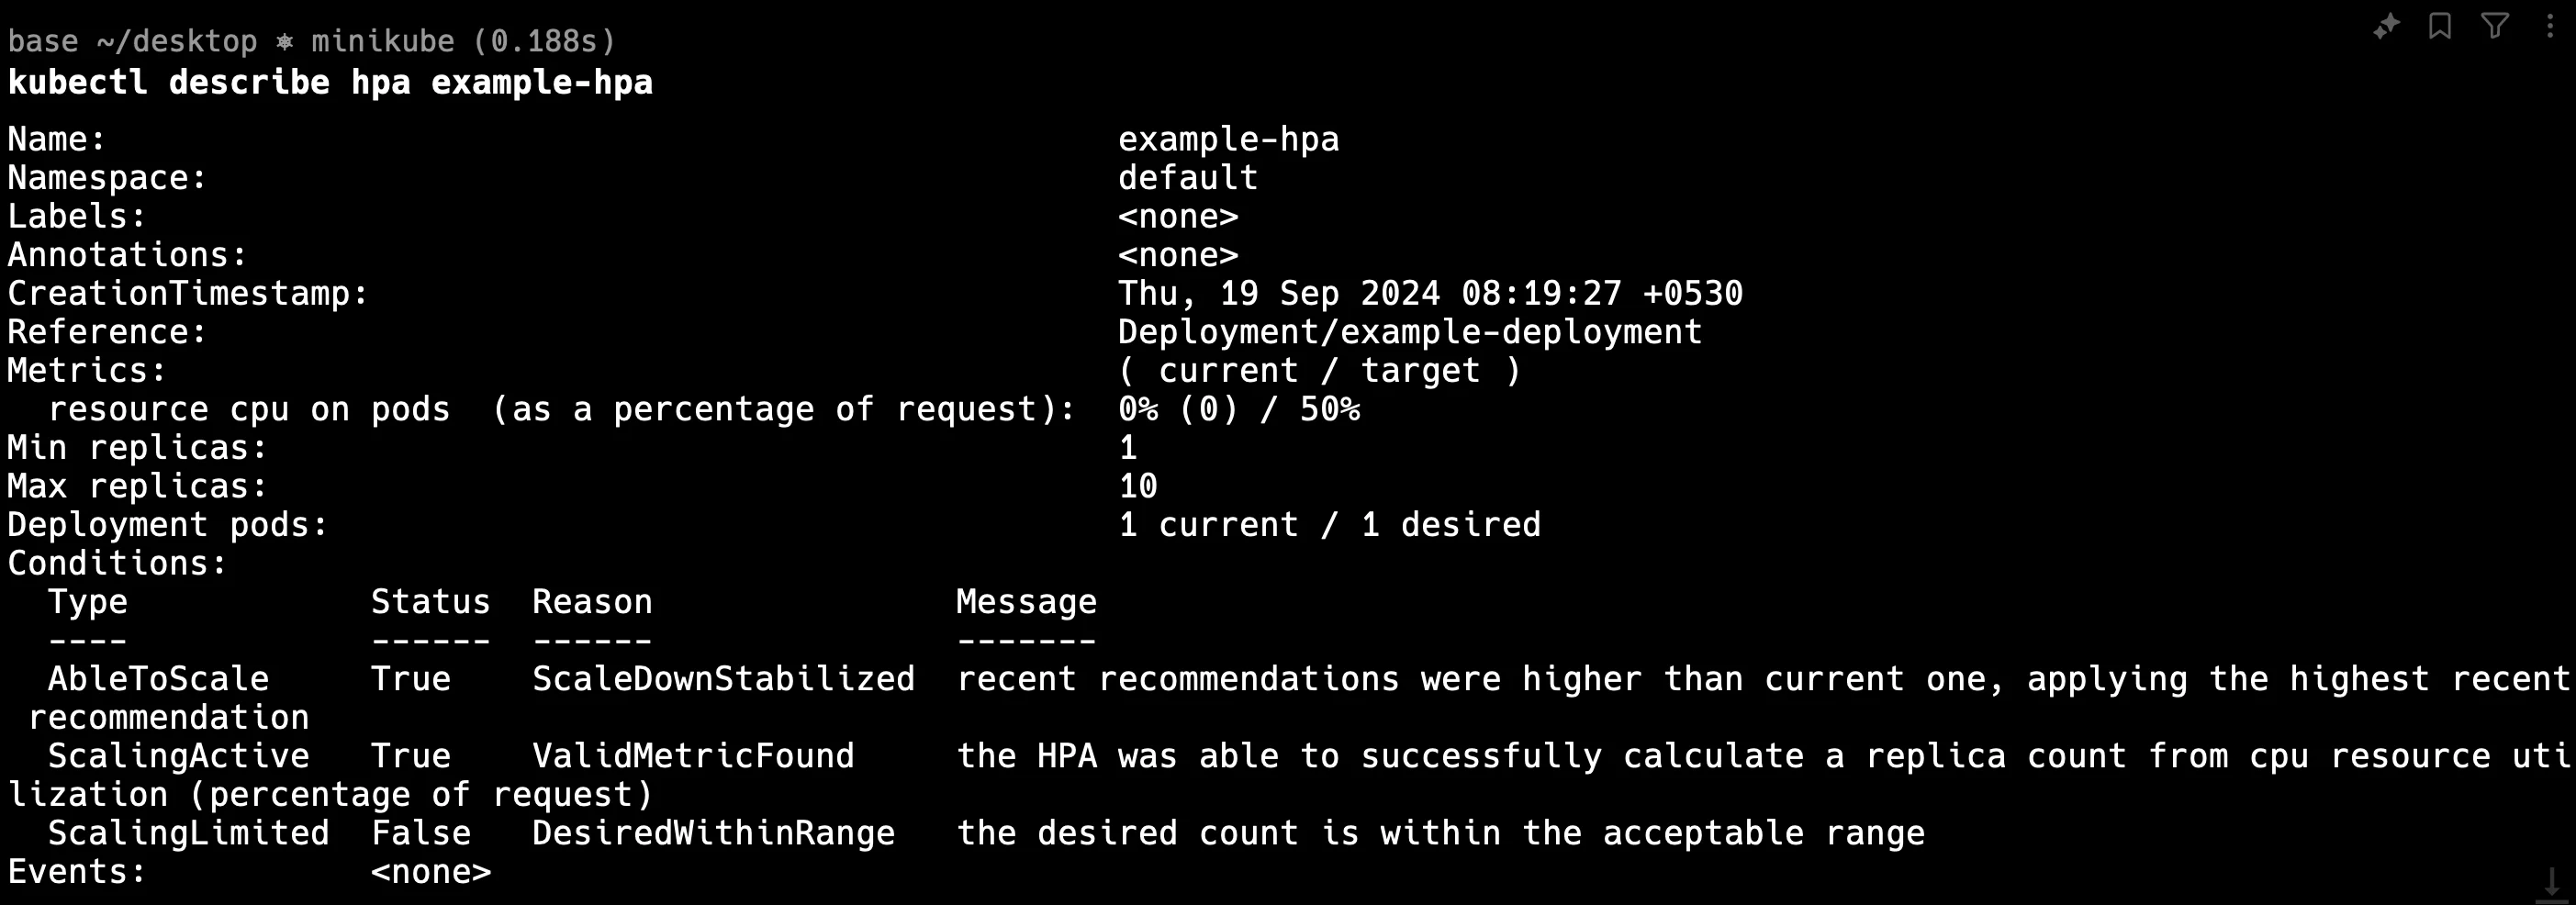 base ~/desktop ⎈ minikube (0.188s)
kubectl describe hpa example-hpa
Name:                                                  example-hpa
Namespace:                                             default
Labels:                                                <none>
Annotations:                                           <none>
CreationTimestamp:                                     Thu, 19 Sep 2024 08:19:27 +0530
Reference:                                             Deployment/example-deployment
Metrics:                                               ( current / target )
  resource cpu on pods  (as a percentage of request):  0% (0) / 50%
Min replicas:                                          1
Max replicas:                                          10
Deployment pods:                                       1 current / 1 desired
Conditions:
  Type            Status  Reason               Message
  ----            ------  ------               -------
  AbleToScale     True    ScaleDownStabilized  recent recommendations were higher than current one, applying the highest recent
 recommendation
  ScalingActive   True    ValidMetricFound     the HPA was able to successfully calculate a replica count from cpu resource uti
lization (percentage of request)
  ScalingLimited  False   DesiredWithinRange   the desired count is within the acceptable range
Events:           <none>